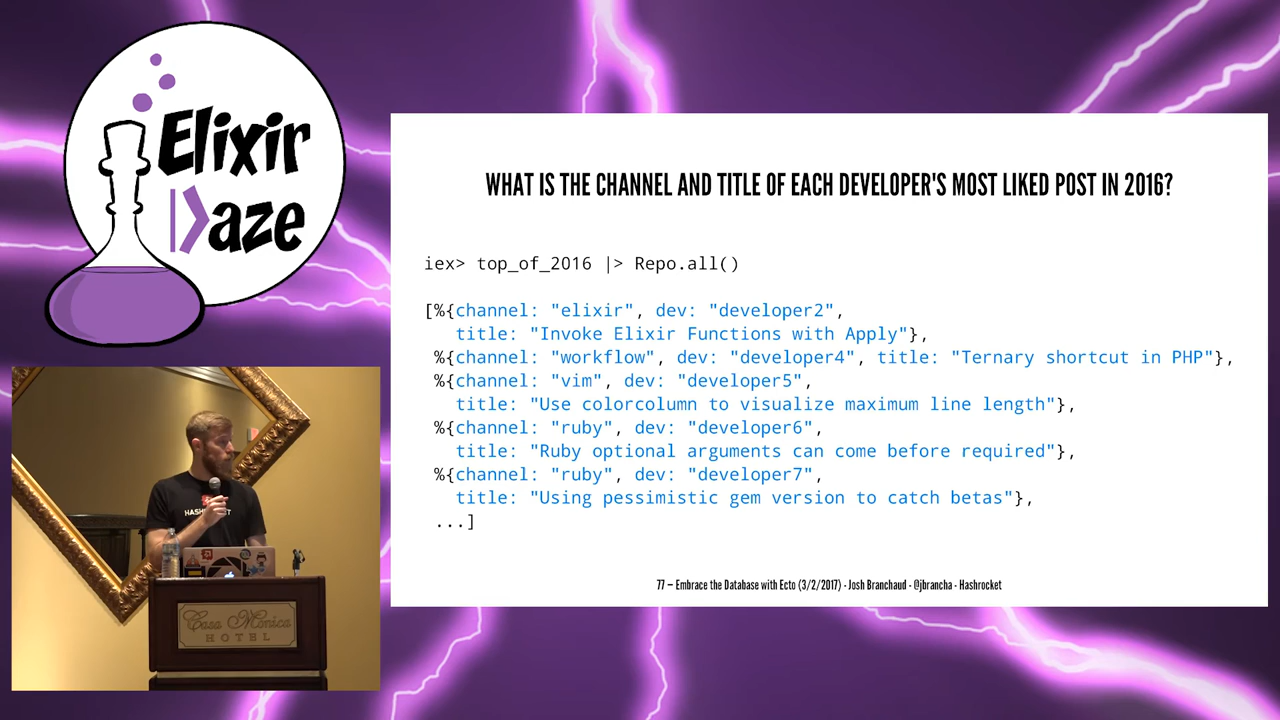 Elixir
Daze
WHAT IS THE CHANNEL AND TITLE OF EACH DEVELOPER'S MOST LIKED POST IN 2016?
iex> top_of_2016 |> Repo.all()
[%{channel: "elixir", dev: "developer2",
title: "Invoke Elixir Functions with Apply"},
%{channel: "workflow", dev: "developer4", title: "Ternary shortcut in PHP"},
%{channel: "vim", dev: "developer5",
title: "Use colorcolumn to visualize maximum line length"},
%{channel: "ruby", dev: "developer6",
title: "Ruby optional arguments can come before required"},
%{channel: "ruby", dev: "developer7",
title: "Using pessimistic gem version to catch betas"},
...]
77 – Embrace the Database with Ecto (3/2/2017) - Josh Branchaud - @jbrancha - Hashrocket
Casa Monica
HOTEL